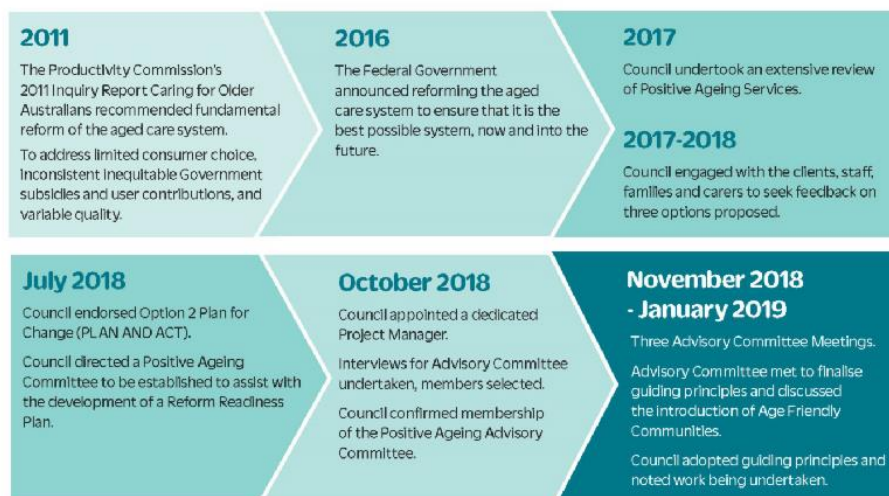 2011
The Productivity Commission's
2011 Inquiry Report Caring for Older
Australians recommended fundamental
reform of the aged care system.
To address limited consumer choice,
inconsistent inequitable Government
subsidies and user contributions, and
variable quality.
2016
The Federal Government
announced reforming the aged
care system to ensure that it is the
best possible system, now and into the
future.
2017
Council undertook an extensive review
of Positive Ageing Services.
2017-2018
Council engaged with the clients, staff,
families and carers to seek feedback on
three options proposed.
July 2018
Council endorsed Option 2 Plan for
Change (PLAN AND ACT).
Council directed a Positive Ageing
Committee to be established to assist with
the development of a Reform Readiness
Plan.
October 2018
Council appointed a dedicated
Project Manager.
Interviews for Advisory Committee
undertaken, members selected.
Council confirmed membership
of the Positive Ageing Advisory
Committee.
November 2018
- January 2019
Three Advisory Committee Meetings.
Advisory Committee met to finalise
guiding principles and discussed
the introduction of Age Friendly
Communities.
Council adopted guiding principles and
noted work being undertaken.